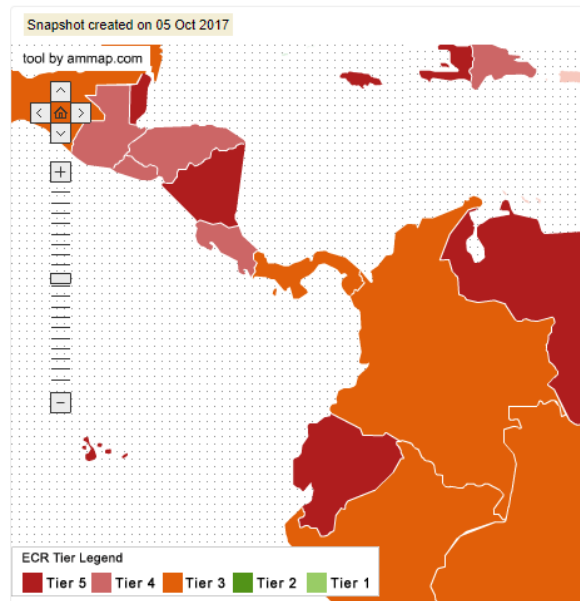 Snapshot created on 05 Oct 2017
tool by ammap.com
ECR Tier Legend
Tier 5 Tier 4 Tier 3 Tier 2 Tier 1